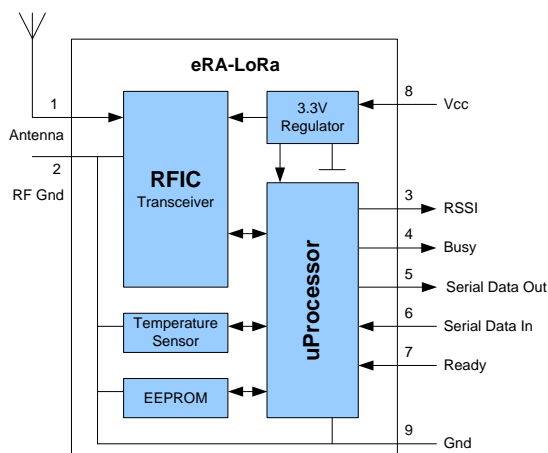 eRA-LoRa
1
Antenna
2
RF Gnd
RFIC
Transceiver
3.3V
Regulator
8
Vcc
uProcessor
3
RSSI
4
Busy
5
Serial Data Out
6
Serial Data In
7
Ready
9
Gnd
Temperature
Sensor
EEPROM